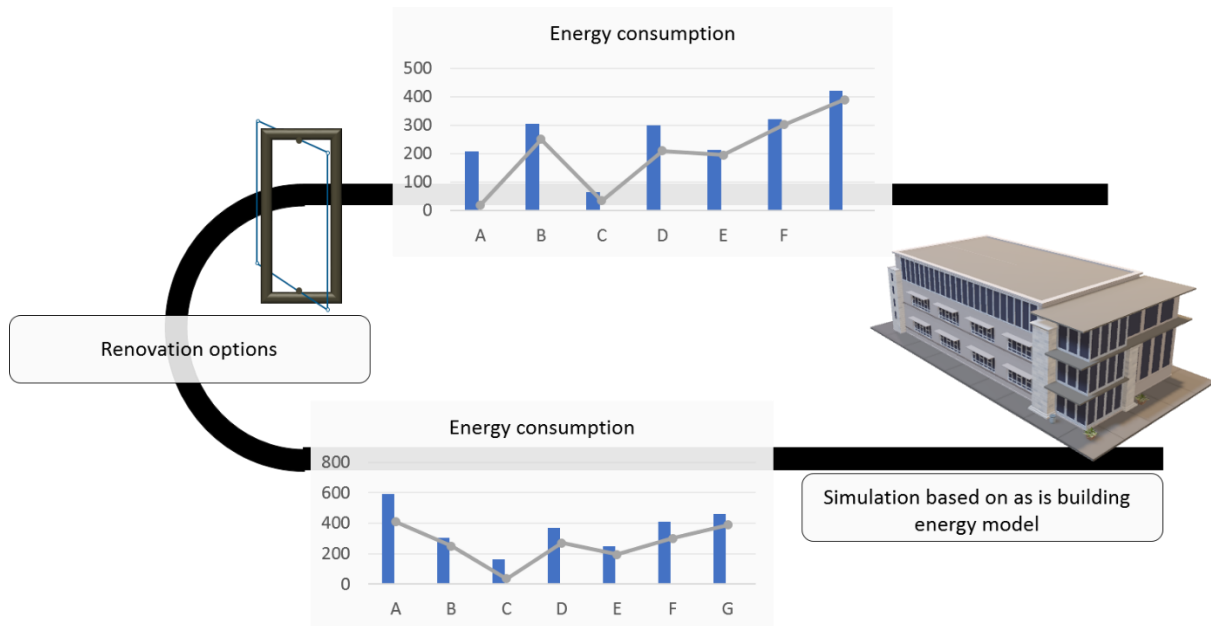 Energy consumption
500
400
300
200
100
0
A B C D E F
Renovation options
Energy consumption
800
600
400
200
0
A B C D E F G
Simulation based on as is building
energy model